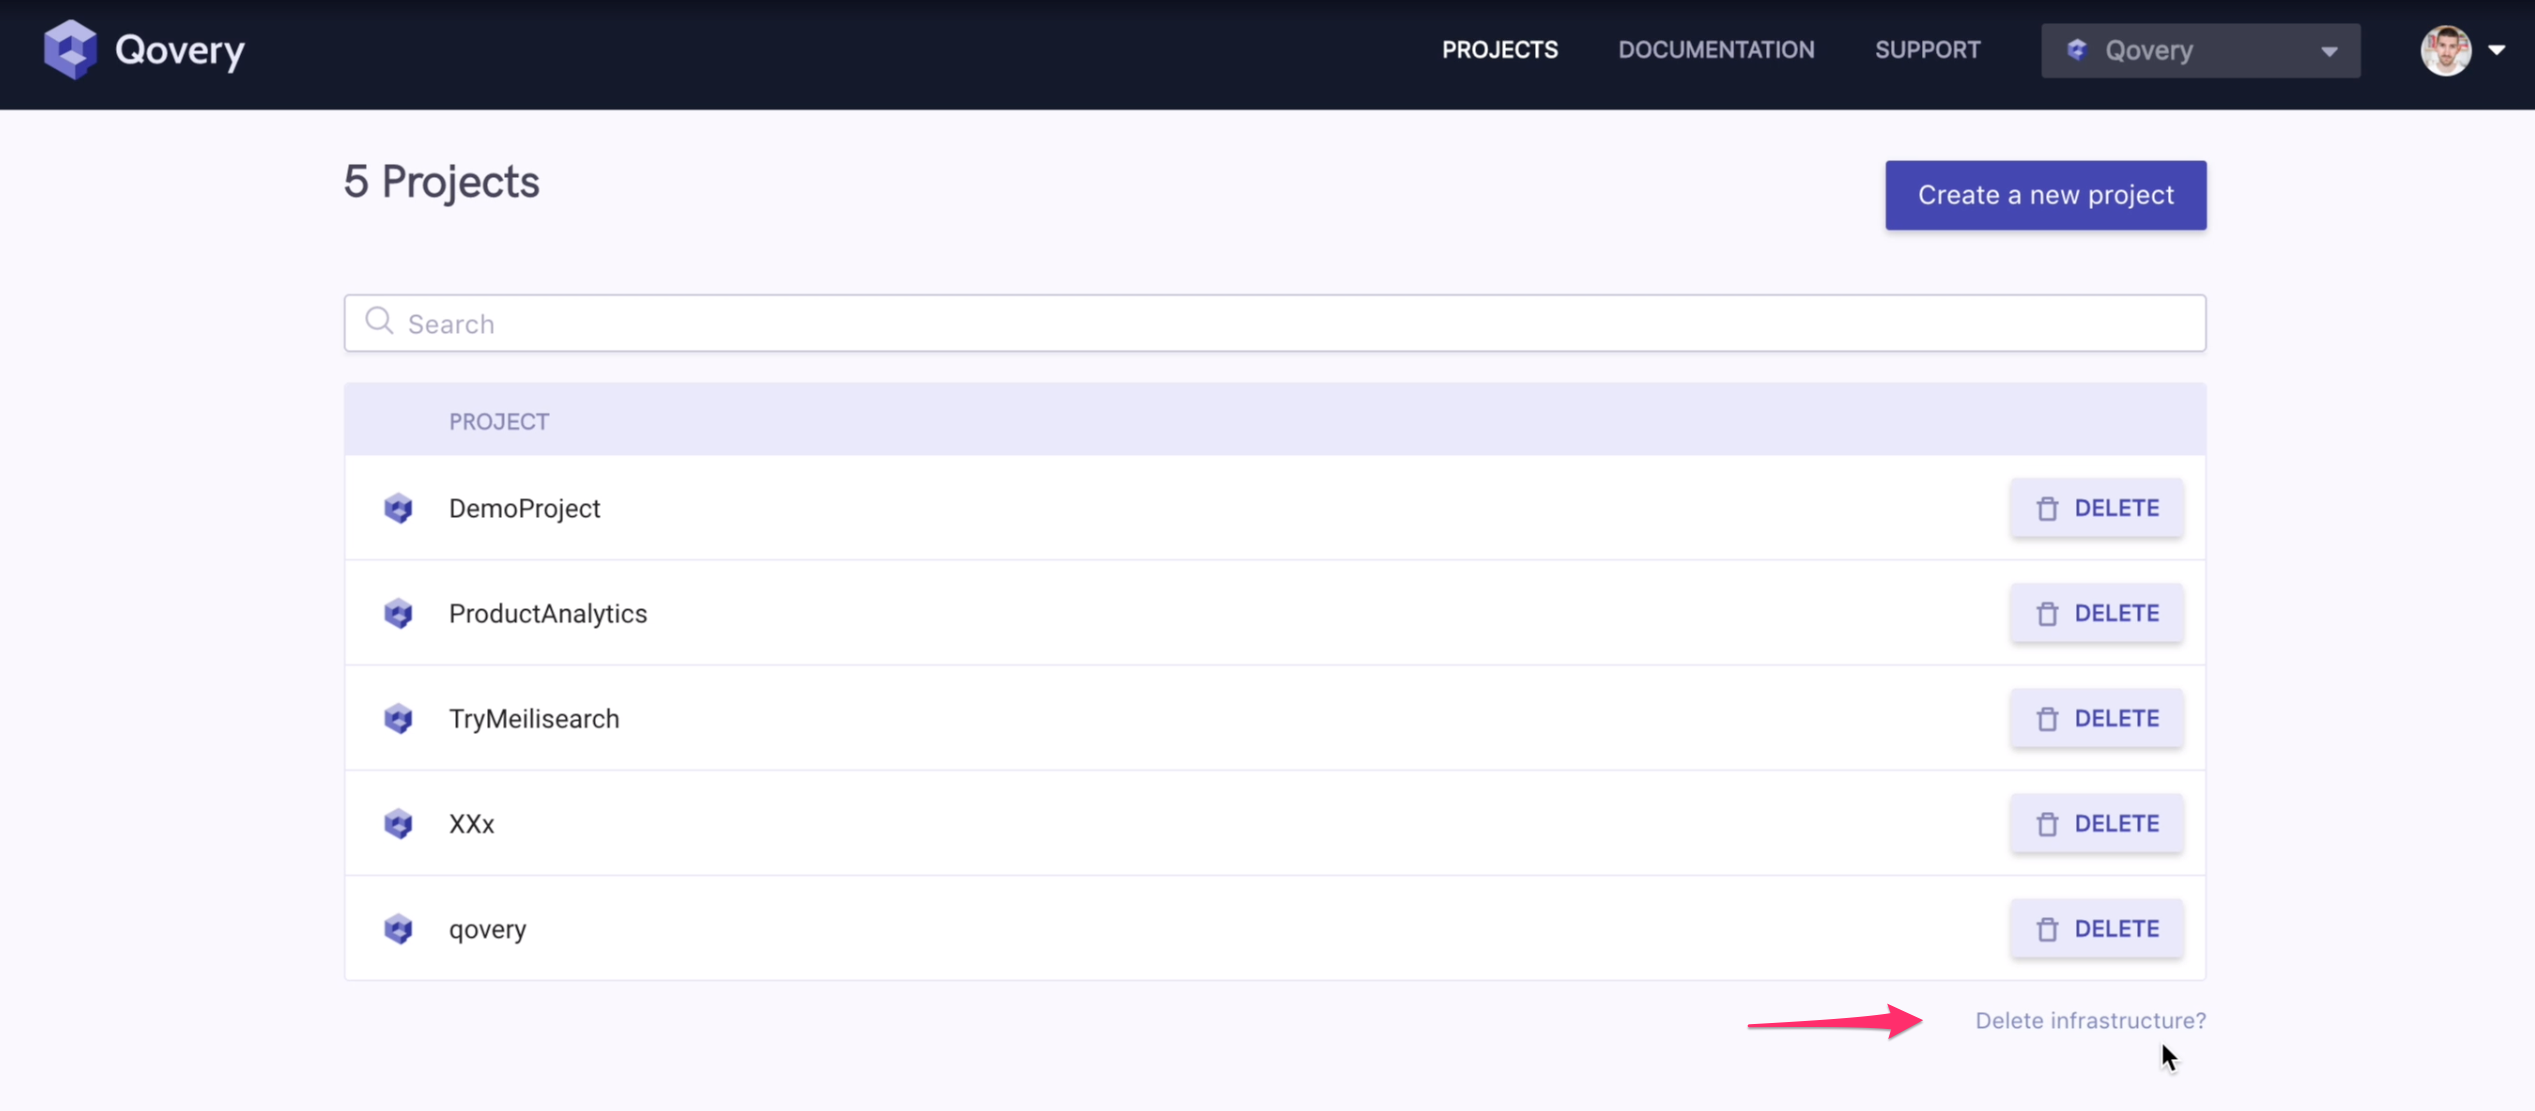 Qovery
PROJECTS DOCUMENTATION SUPPORT Qovery
5 Projects
Create a new project
Search
PROJECT
DemoProject DELETE
ProductAnalytics DELETE
TryMeilisearch DELETE
XXx DELETE
qovery DELETE
Delete infrastructure?